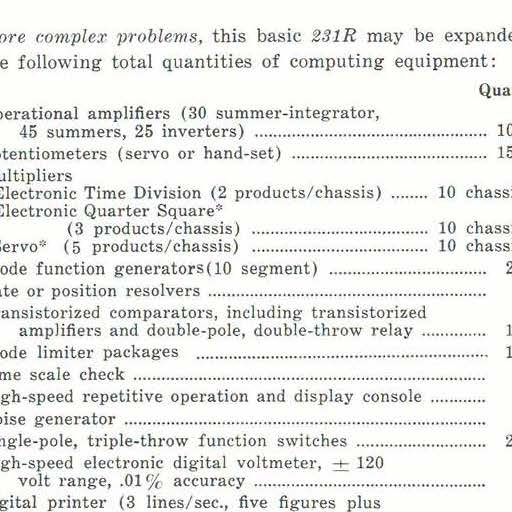 ore complex problems, this basic 231R may be expande
e following total quantities of computing equipment:
Qua
perational amplifiers (30 summer-integrator,
45 summers, 25 inverters) ........ 10
otentiometers (servo or hand-set) ........ 15
ultipliers
Electronic Time Division (2 products/chassis) ........ 10 chassi
Electronic Quarter Square*
(3 products/chassis) ........ 10 chassi
Servo* (5 products/chassis) ........ 10 chassi
ode function generators(10 segment) ........ 2
ate or position resolvers ........
ransistorized comparators, including transistorized
amplifiers and double-pole, double-throw relay ........ 1
ode limiter packages ........ 1
me scale check ........
gh-speed repetitive operation and display console ........
oise generator ........
ngle-pole, triple-throw function switches ........ 2
gh-speed electronic digital voltmeter, ± 120
volt range, .01% accuracy ........
gital printer (3 lines/sec., five figures plus